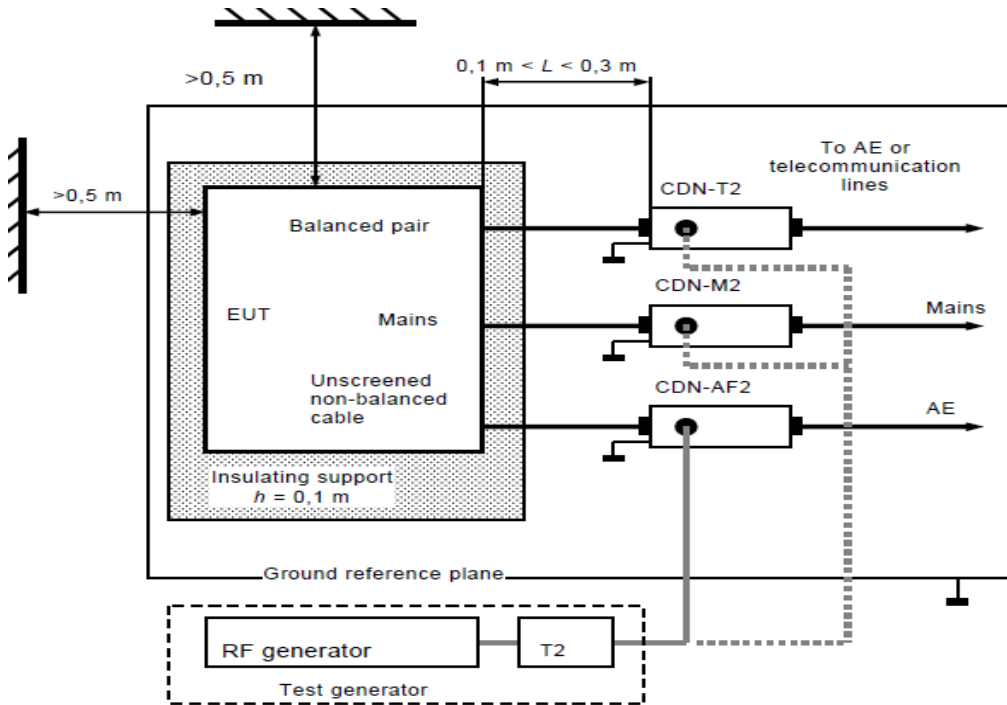 >0,5 m
0,1 m < L < 0,3 m
>0,5 m
To AE or
telecommunication
lines
CDN-T2
Balanced pair
CDN-M2
Mains
EUT
Mains
Unscreened
non-balanced
cable
CDN-AF2
AE
Insulating support
h = 0,1 m
Ground reference plane
RF generator
T2
Test generator